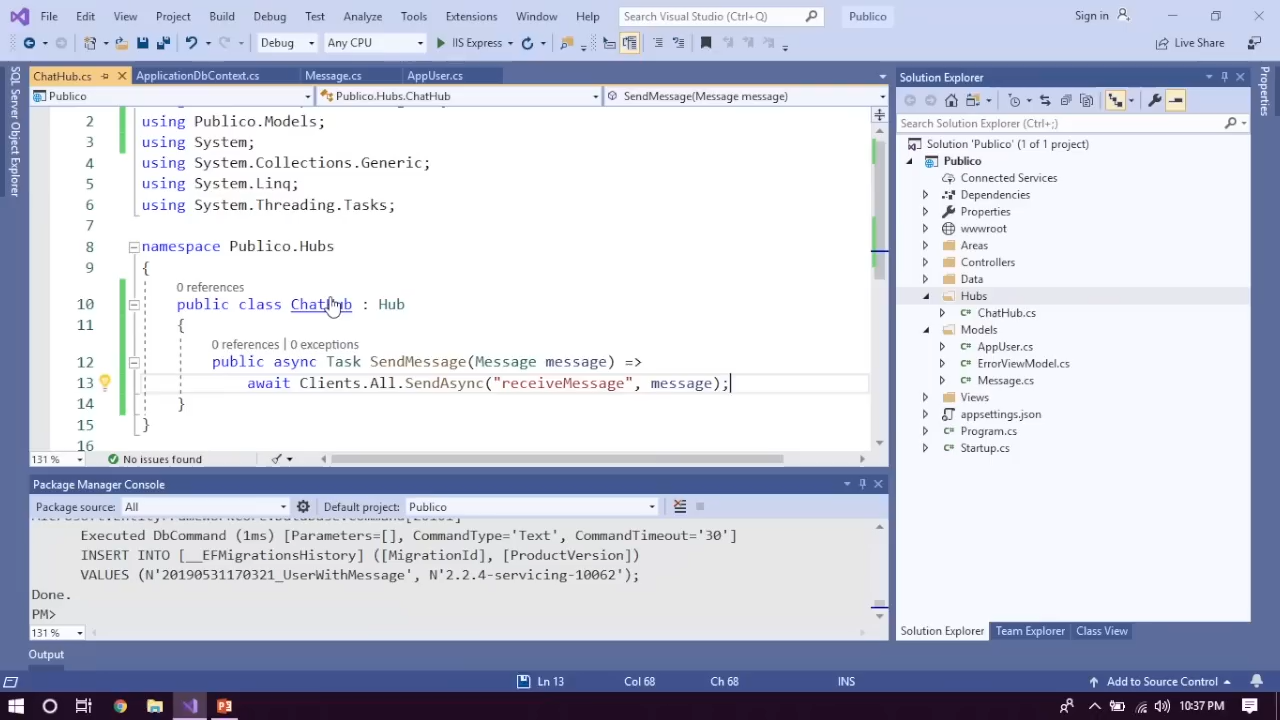 File Edit View Project Build Debug Test Analyze Tools Extensions Window Help Search Visual Studio (Ctrl+Q) Publico Sign in
Debug Any CPU IIS Express Live Share
SQL Server Object Explorer
ChatHub.cs ApplicationDbContext.cs Message.cs AppUser.cs
Publico Publico.Hubs.ChatHub SendMessage(Message message)
2 using Publico.Models;
3 using System;
4 using System.Collections.Generic;
5 using System.Linq;
6 using System.Threading.Tasks;
7
8 namespace Publico.Hubs
9 {
0 references
10 public class ChatHub : Hub
11 {
0 references | 0 exceptions
12 public async Task SendMessage(Message message) =>
13 await Clients.All.SendAsync("receiveMessage", message);
14 }
15 }
16
131 % No issues found
Package Manager Console
Package source: All Default project: Publico
Executed DbCommand (1ms) [Parameters=[], CommandType='Text', CommandTimeout='30']
INSERT INTO [__EFMigrationsHistory] ([MigrationId], [ProductVersion])
VALUES (N'20190531170321_UserWithMessage', N'2.2.4-servicing-10062');
Done.
PM>
131 %
Output
Solution Explorer
Search Solution Explorer (Ctrl+;)
Solution 'Publico' (1 of 1 project)
Publico
Connected Services
Dependencies
Properties
wwwroot
Areas
Controllers
Data
Hubs
ChatHub.cs
Models
AppUser.cs
ErrorViewModel.cs
Message.cs
Views
appsettings.json
Program.cs
Startup.cs
Solution Explorer Team Explorer Class View
Properties
Ln 13 Col 68 Ch 68 INS Add to Source Control
10:37 PM